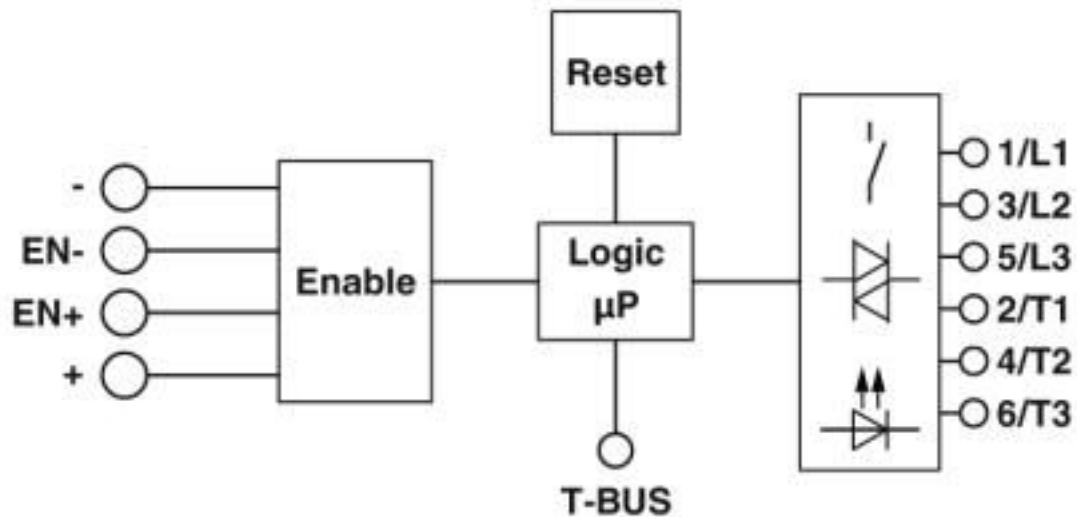 Reset
-
EN-
EN+
+
Enable
Logic
µP
T-BUS
1/L1
3/L2
5/L3
2/T1
4/T2
6/T3